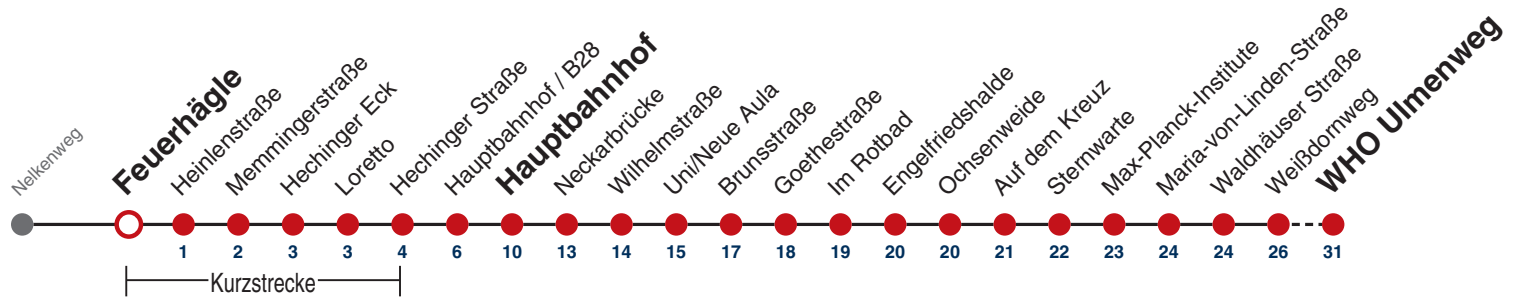 Nelkenweg
Feuerhägle
Heinlenstraße
Memmingerstraße
Hechinger Eck
Loretto
Hechinger Straße
Hauptbahnhof / B28
Hauptbahnhof
Neckarbrücke
Wilhelmstraße
Uni/Neue Aula
Brunsstraße
Goethestraße
Im Rotbad
Engelfriedshalde
Ochsenweide
Auf dem Kreuz
Sternwarte
Max-Planck-Institute
Maria-von-Linden-Straße
Waldhäuser Straße
Weißdornweg
WHO Ulmenweg
1 2 3 3 4 6 10 13 14 15 17 18 19 20 20 21 22 23 24 24 26 31
Kurzstrecke